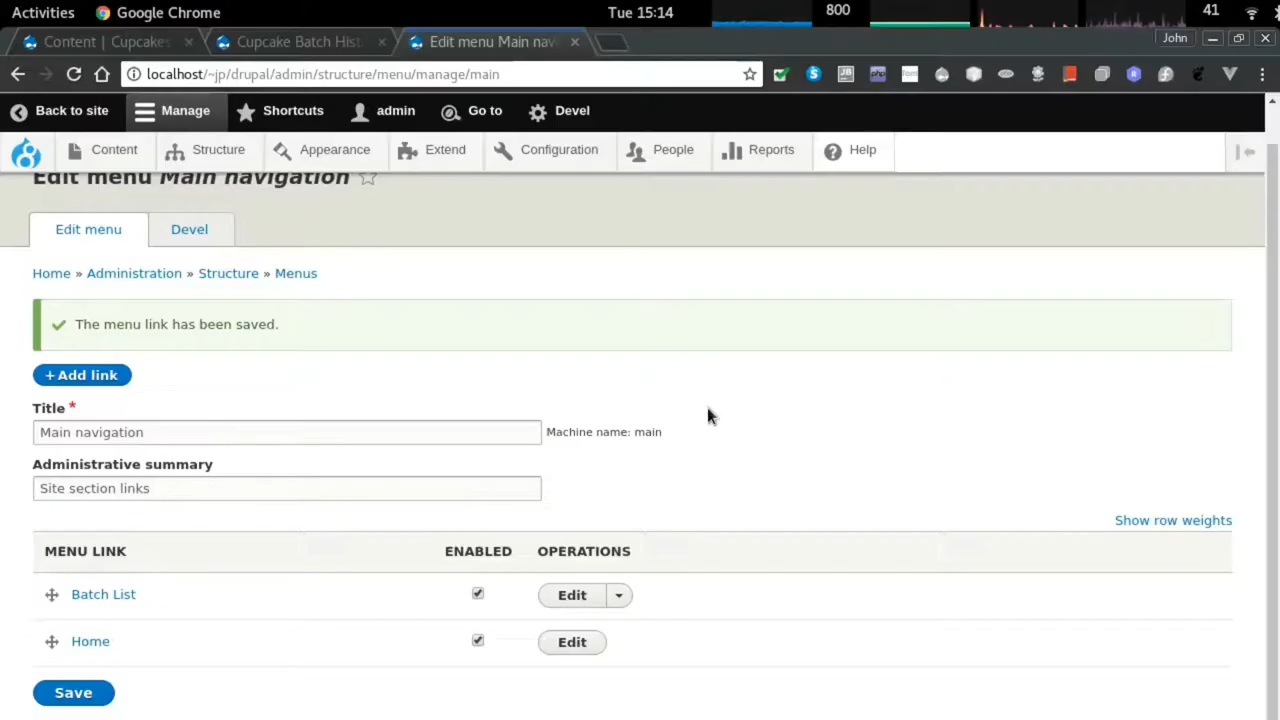 Activities Google Chrome Tue 15:14 800 41
Content | Cupcakes Cupcake Batch Hist Edit menu Main nav John
localhost/~jp/drupal/admin/structure/menu/manage/main
Back to site Manage Shortcuts admin Go to Devel
Content Structure Appearance Extend Configuration People Reports Help
Edit menu Main navigation
Edit menu Devel
Home » Administration » Structure » Menus
The menu link has been saved.
+ Add link
Title *
Main navigation Machine name: main
Administrative summary
Site section links
Show row weights
MENU LINK ENABLED OPERATIONS
Batch List Edit
Home Edit
Save